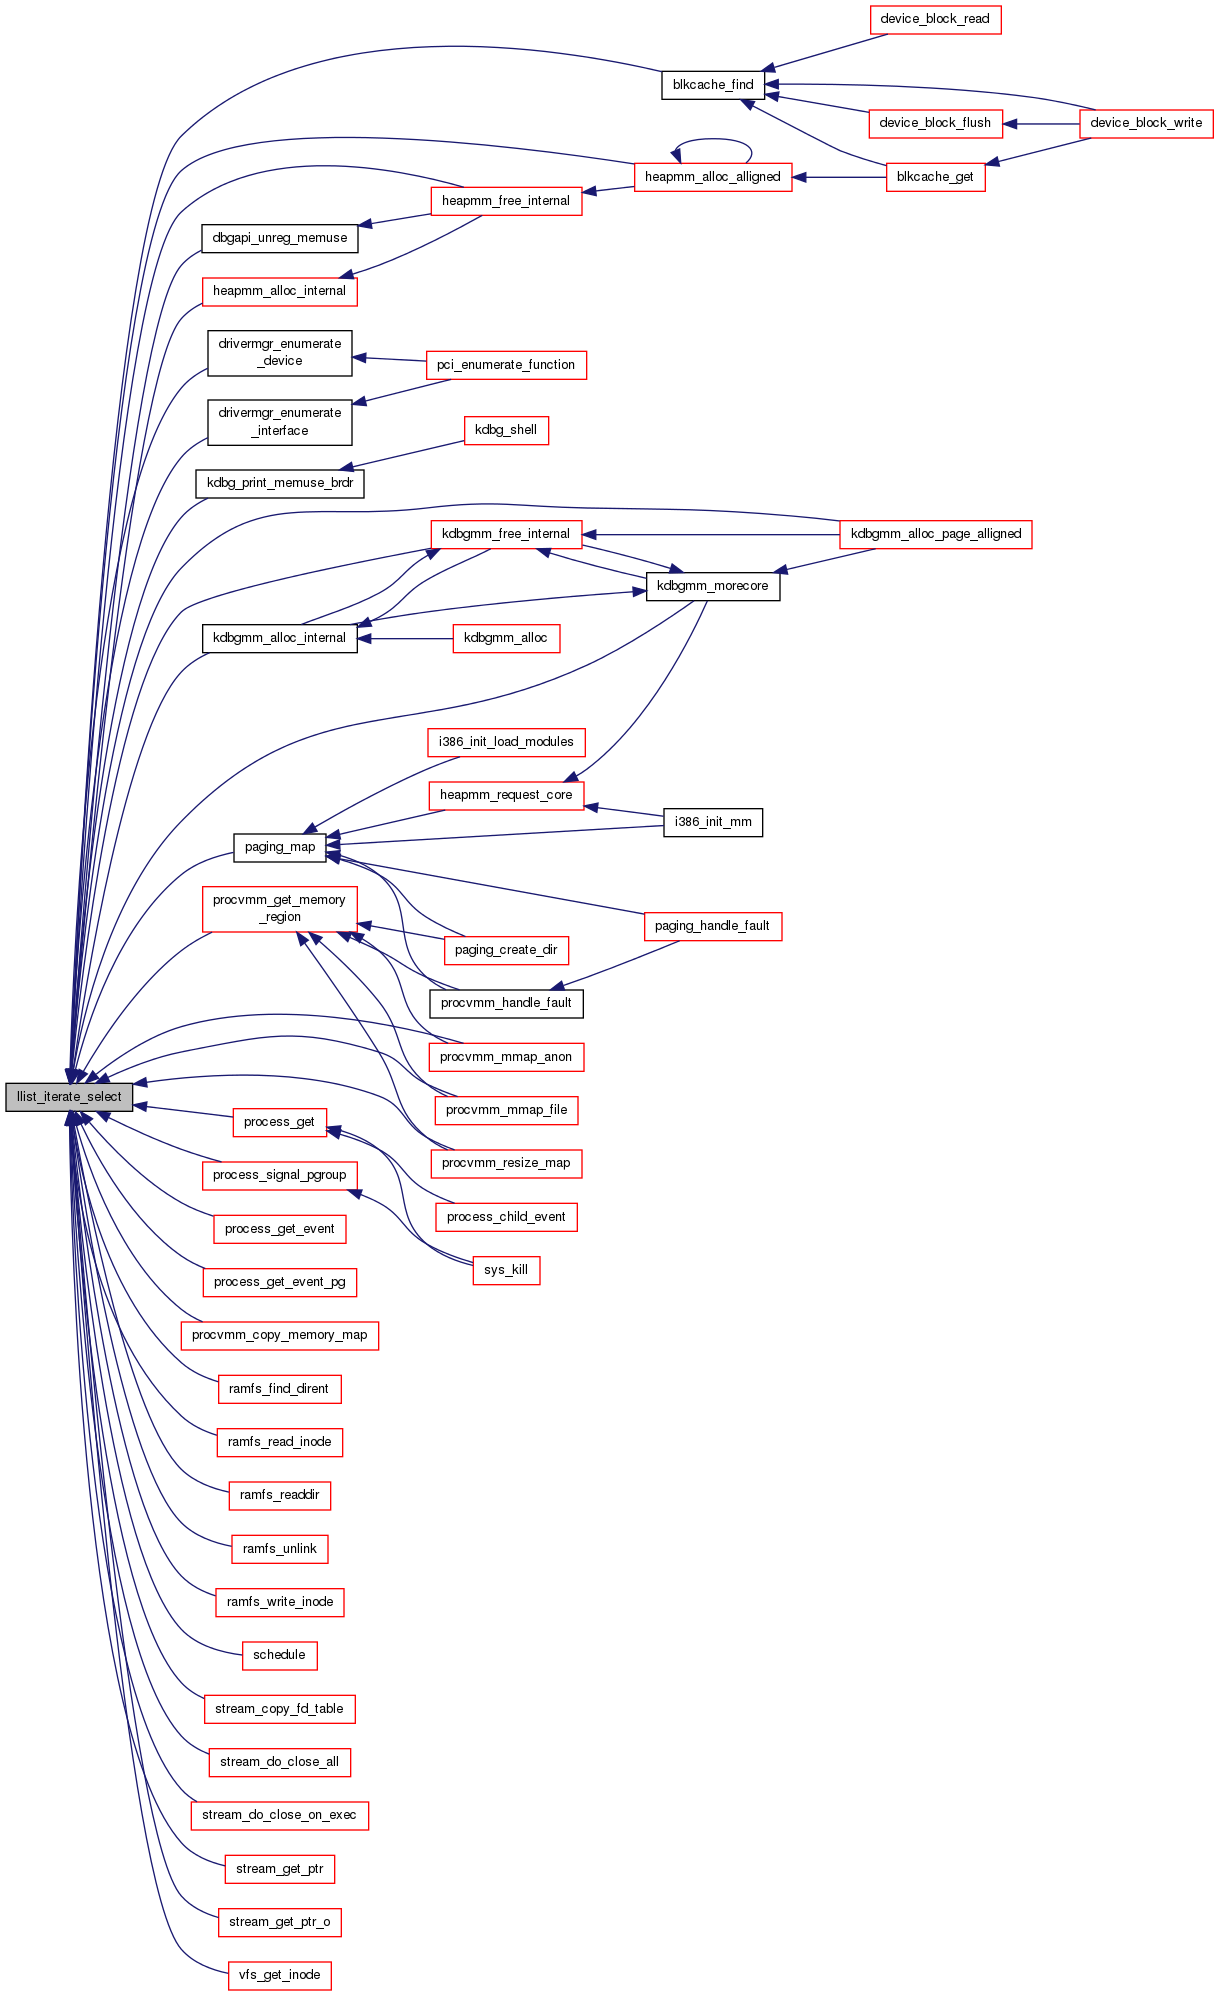 device_block_read
blkcache_find
device_block_flush
device_block_write
heapmm_alloc_alligned
blkcache_get
heapmm_free_internal
dbgapi_unreg_memuse
heapmm_alloc_internal
drivermgr_enumerate
_device
pci_enumerate_function
drivermgr_enumerate
_interface
kdbg_shell
kdbg_print_memuse_brdr
kdbgmm_free_internal
kdbgmm_alloc_page_alligned
kdbgmm_morecore
kdbgmm_alloc_internal
kdbgmm_alloc
i386_init_load_modules
heapmm_request_core
i386_init_mm
paging_map
procvmm_get_memory
_region
paging_handle_fault
paging_create_dir
procvmm_handle_fault
procvmm_mmap_anon
llist_iterate_select
procvmm_mmap_file
process_get
procvmm_resize_map
process_signal_pgroup
process_child_event
process_get_event
sys_kill
process_get_event_pg
procvmm_copy_memory_map
ramfs_find_dirent
ramfs_read_inode
ramfs_readdir
ramfs_unlink
ramfs_write_inode
schedule
stream_copy_fd_table
stream_do_close_all
stream_do_close_on_exec
stream_get_ptr
stream_get_ptr_o
vfs_get_inode